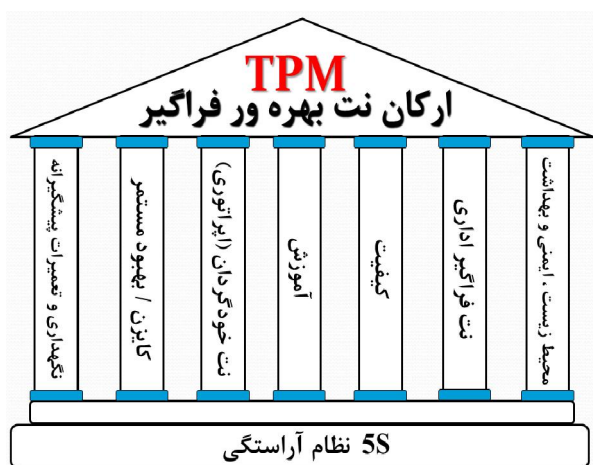 TPM
ارکان نت بهره ور فراگیر
محیط زیست ، ایمنی و بهداشت
نت فراگیر اداری
کیفیت
آموزش
نت خودگردان (اپراتوری)
کایزن / بهبود مستمر
نگهداری و تعمیرات پیشگیرانه
5S نظام آراستگی